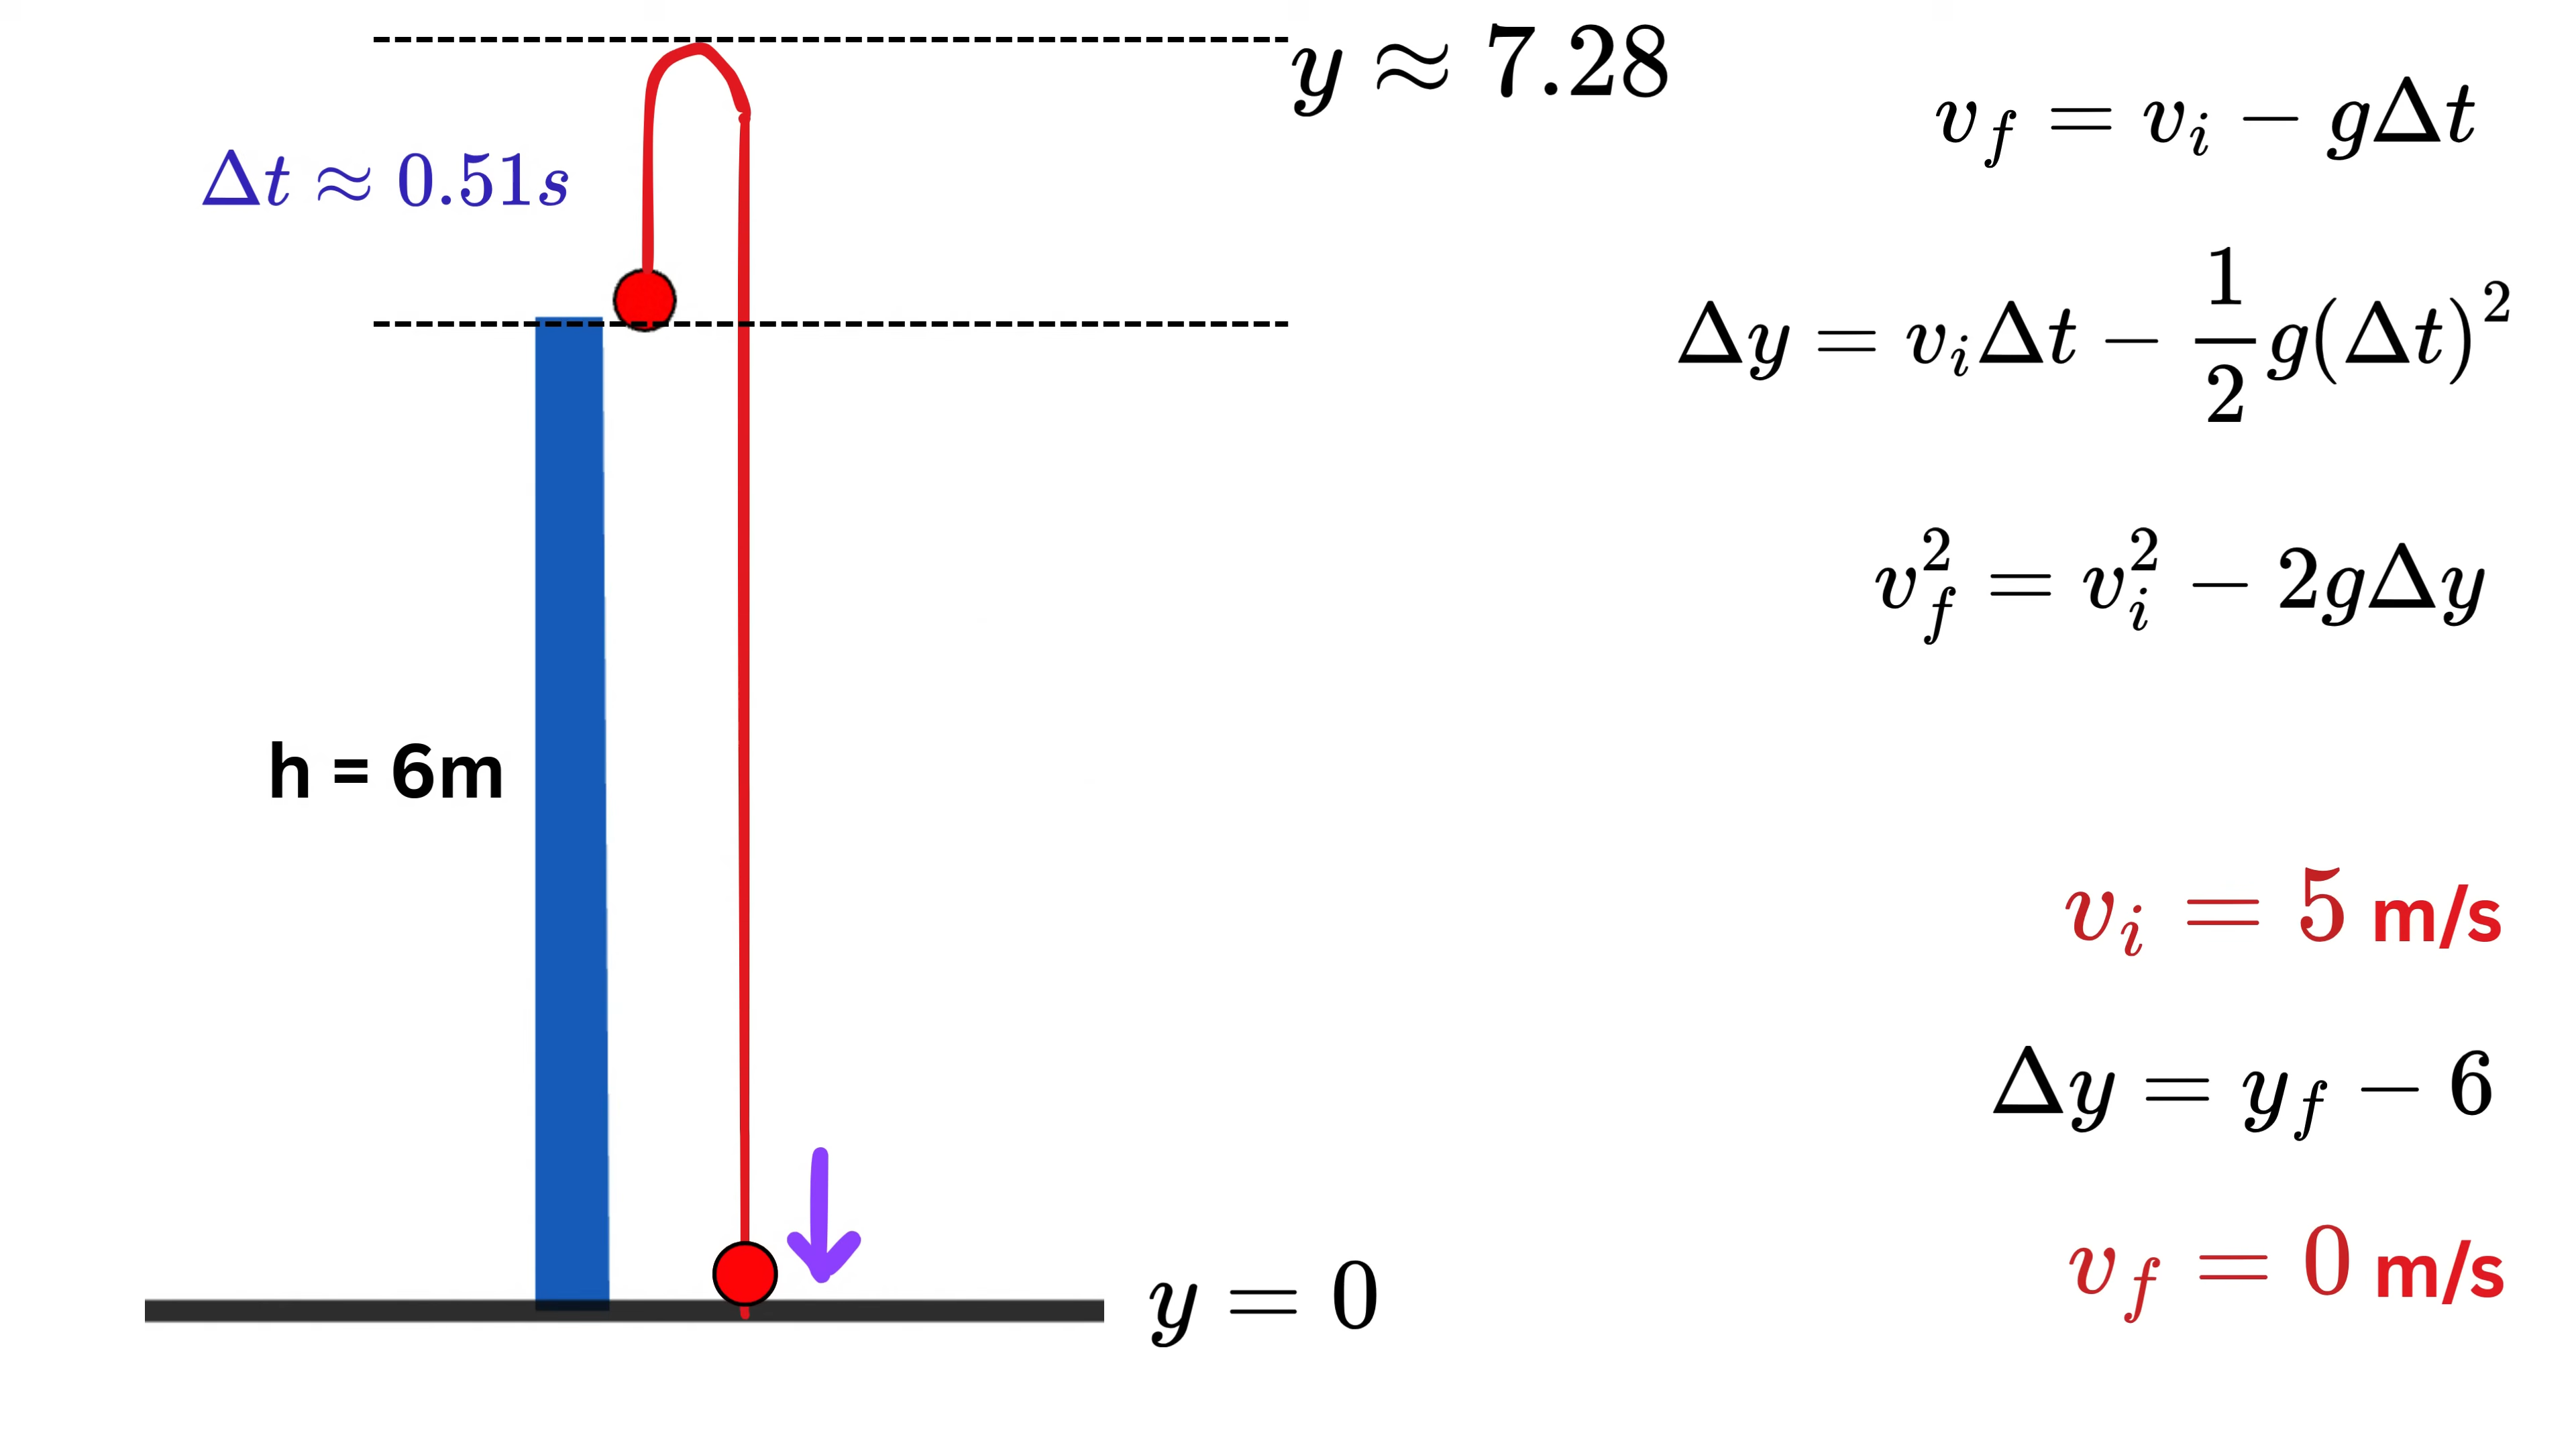 y ≈ 7.28
v_f = v_i − gΔt
Δt ≈ 0.51s
Δy = v_iΔt − \frac{1}{2}g(Δt)^2
v_f^2 = v_i^2 − 2gΔy
h = 6m
v_i = 5 m/s
Δy = y_f − 6
y = 0
v_f = 0 m/s